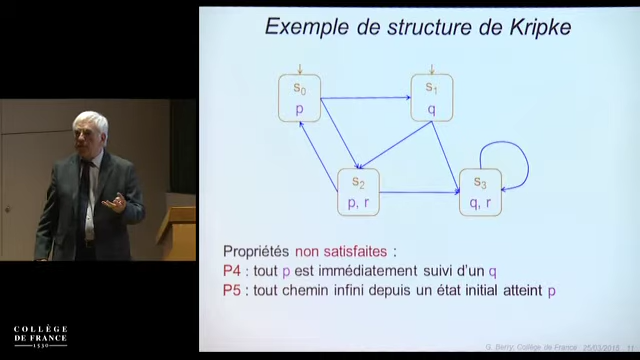 Exemple de structure de Kripke
s0
p
s1
q
s2
p, r
s3
q, r
Propriétés non satisfaites :
P4 : tout p est immédiatement suivi d'un q
P5 : tout chemin infini depuis un état initial atteint p
COLLÈGE
DE FRANCE
1530
G. Berry, Collège de France - 25/03/2015 - 11